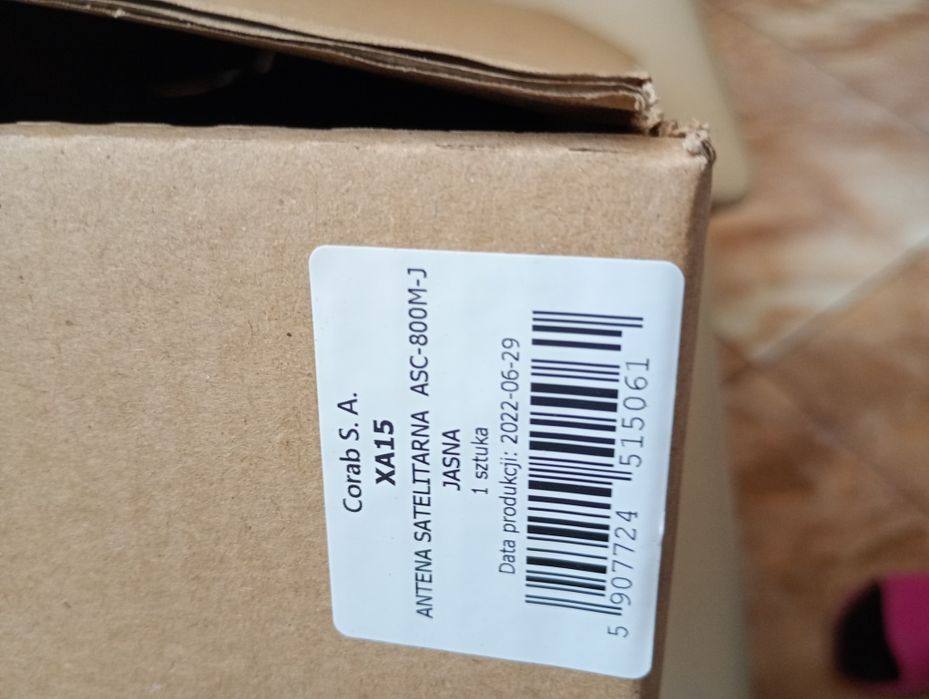 Corab S. A.
XA15
ANTENA SATELITARNA ASC-800M-J
JASNA
1 sztuka
Data produkcji: 2022-06-29
5 907724 515061